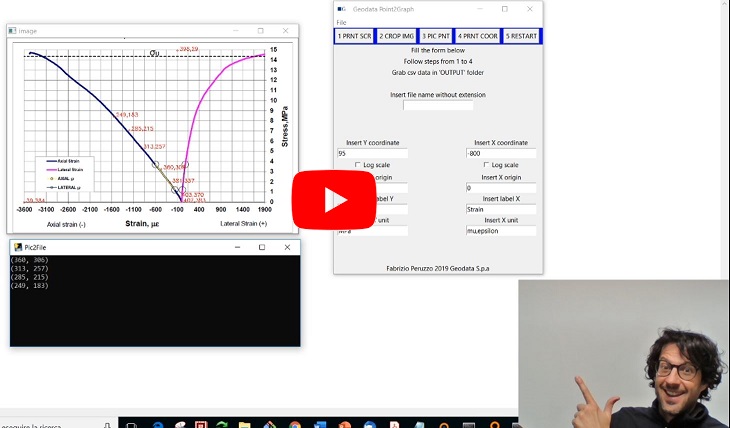 image
15
14
13
12
11
10
9
8
7
6
5
4
3
2
1
0
Stress,MPa
σu
398,29
249,183
285,215
313,257
360,306
381,337
403,370
402,383
39,384
Axial Strain
Lateral Strain
AXIAL μ
LATERAL μ
-3600 -3100 -2600 -2100 -1600 -1100 -600 -100 400 900 1400 1900
Axial strain (-) Strain, με Lateral Strain (+)
Pic2File
(360, 306)
(313, 257)
(285, 215)
(249, 183)
Geodata Point2Graph
File
1 PRNT SCR 2 CROP IMG 3 PIC PNT 4 PRNT COOR 5 RESTART
Fill the form below
Follow steps from 1 to 4
Grab csv data in 'OUTPUT' folder
Insert file name without extension
Insert Y coordinate Insert X coordinate
95 -800
Log scale Log scale
origin Insert X origin
0
label Y Insert label X
Strain
unit Insert X unit
mu,epsilon
Fabrizio Peruzzo 2019 Geodata S.p.a
eseguire la ricerca